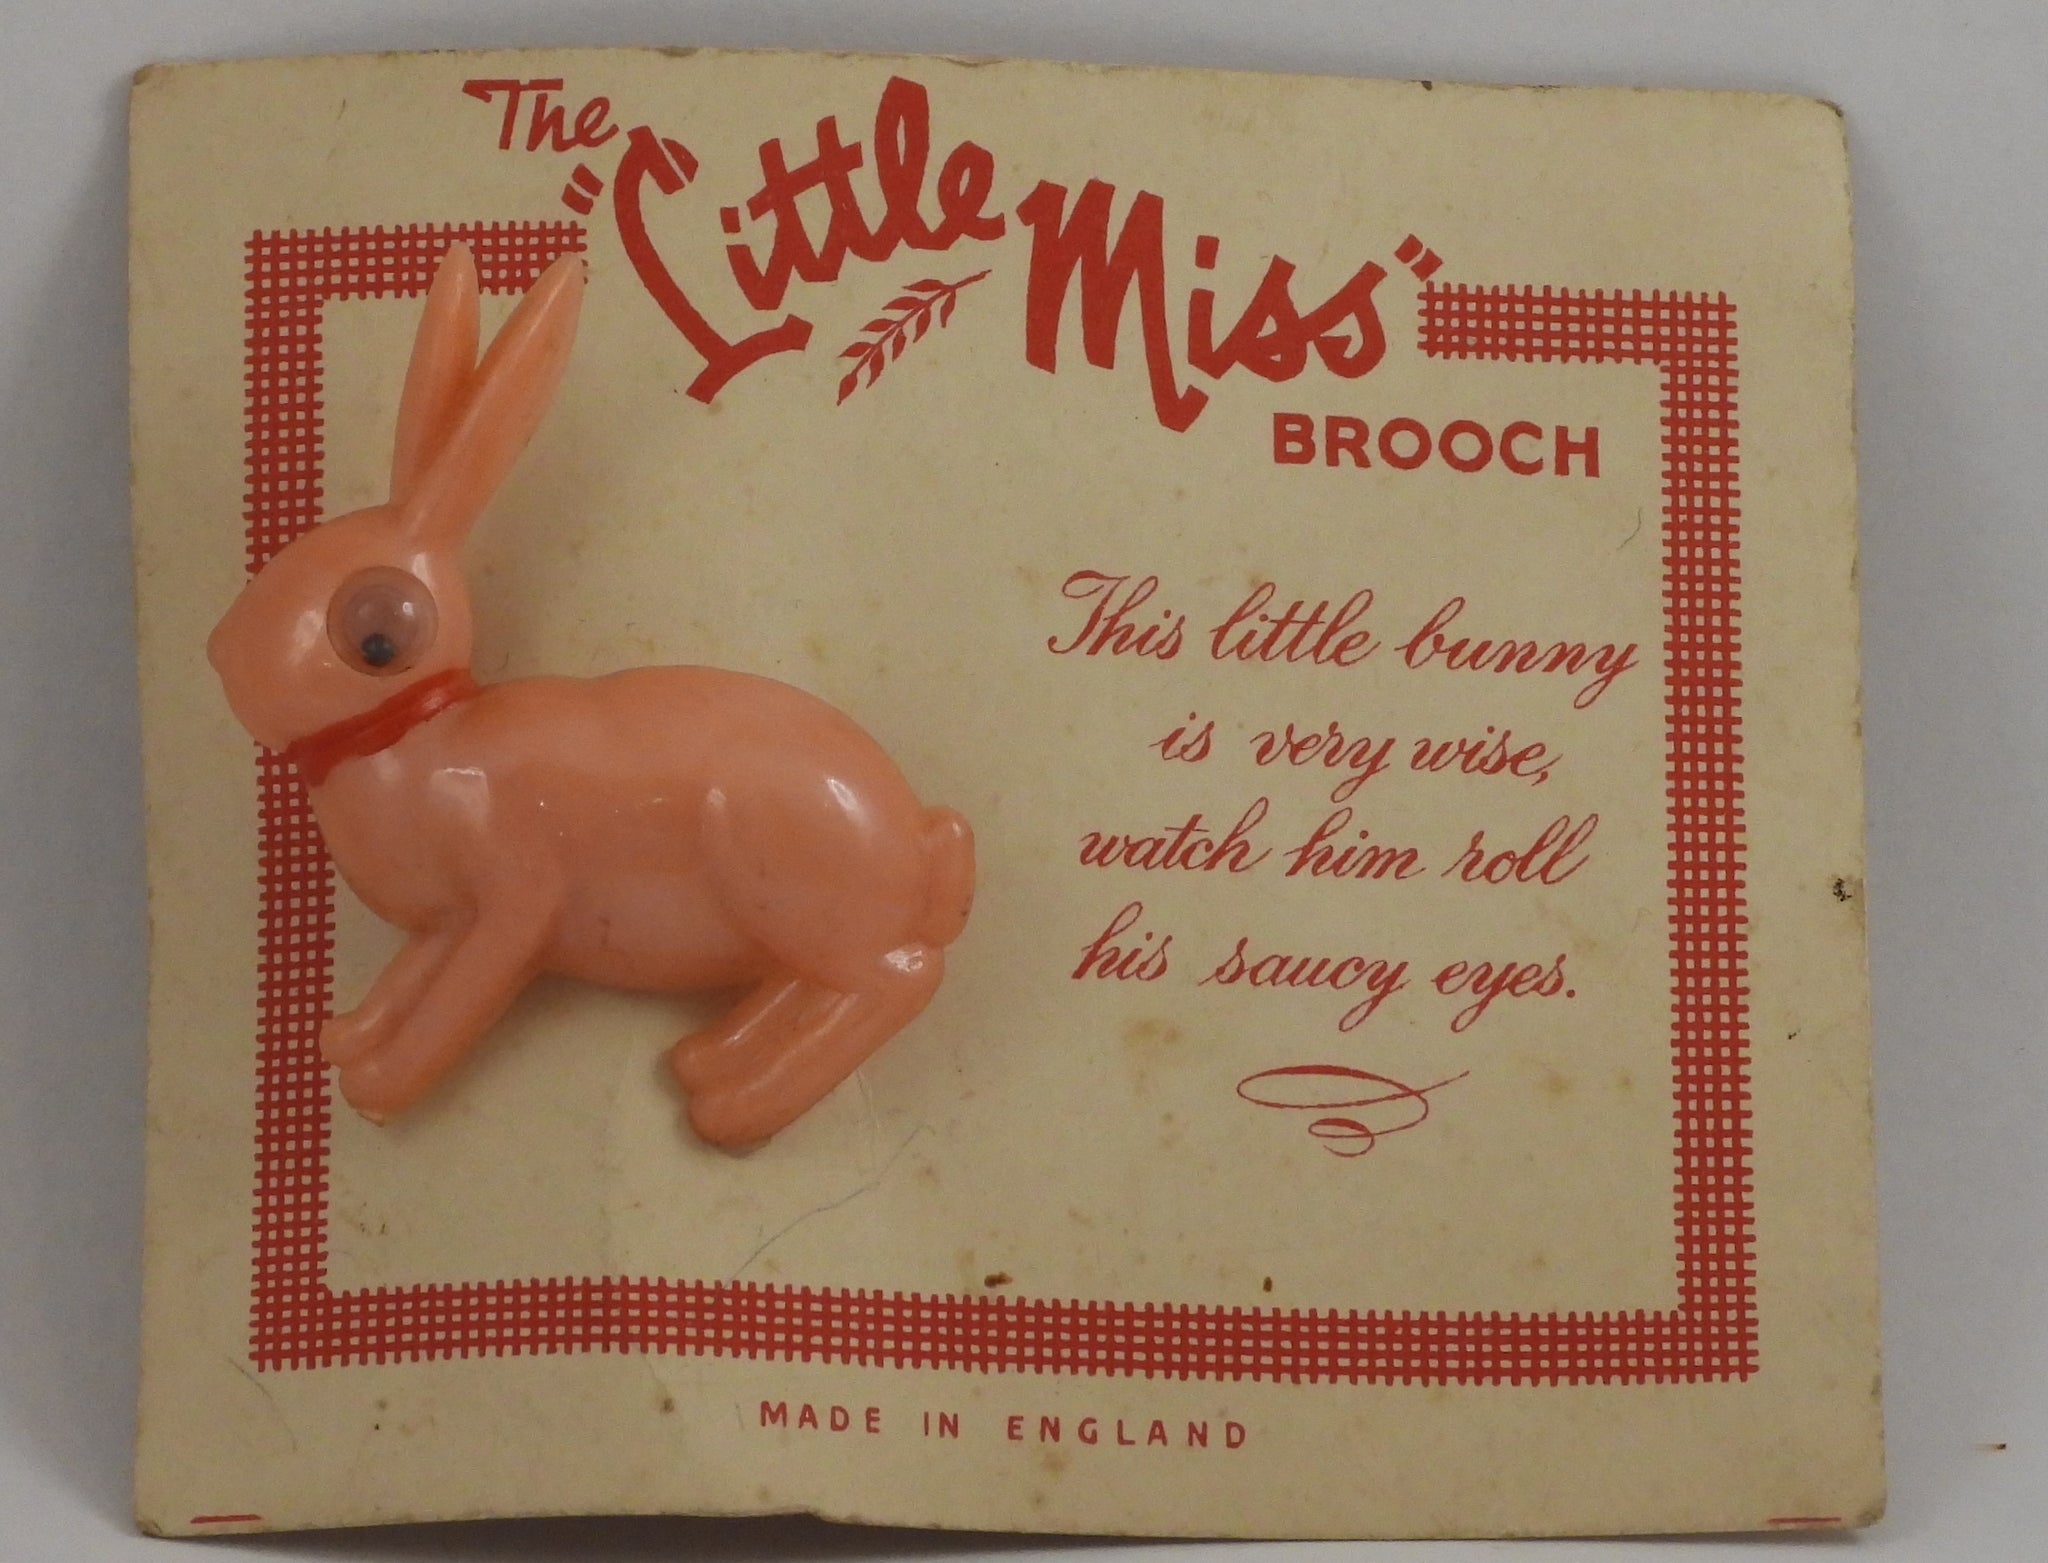 The
"Little Miss"
BROOCH
This little bunny
is very wise,
watch him roll
his saucy eyes.
MADE IN ENGLAND